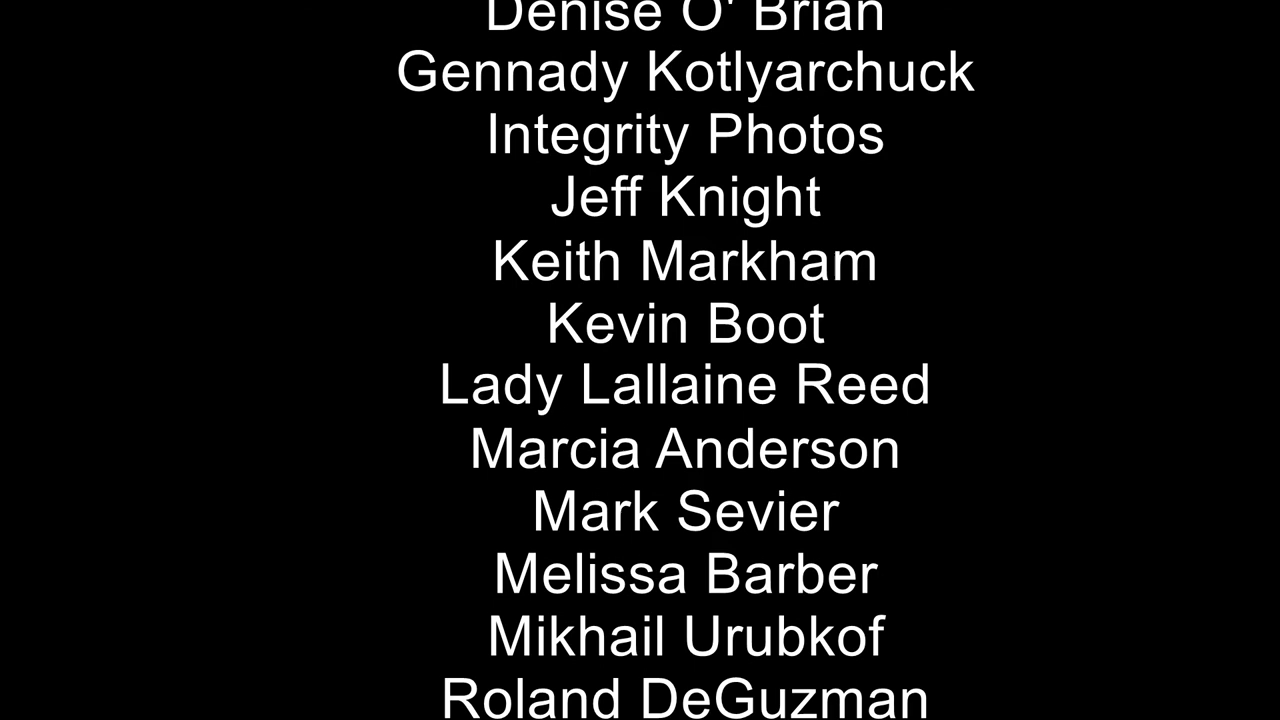 Denise O' Brian
Gennady Kotlyarchuck
Integrity Photos
Jeff Knight
Keith Markham
Kevin Boot
Lady Lallaine Reed
Marcia Anderson
Mark Sevier
Melissa Barber
Mikhail Urubkof
Roland DeGuzman